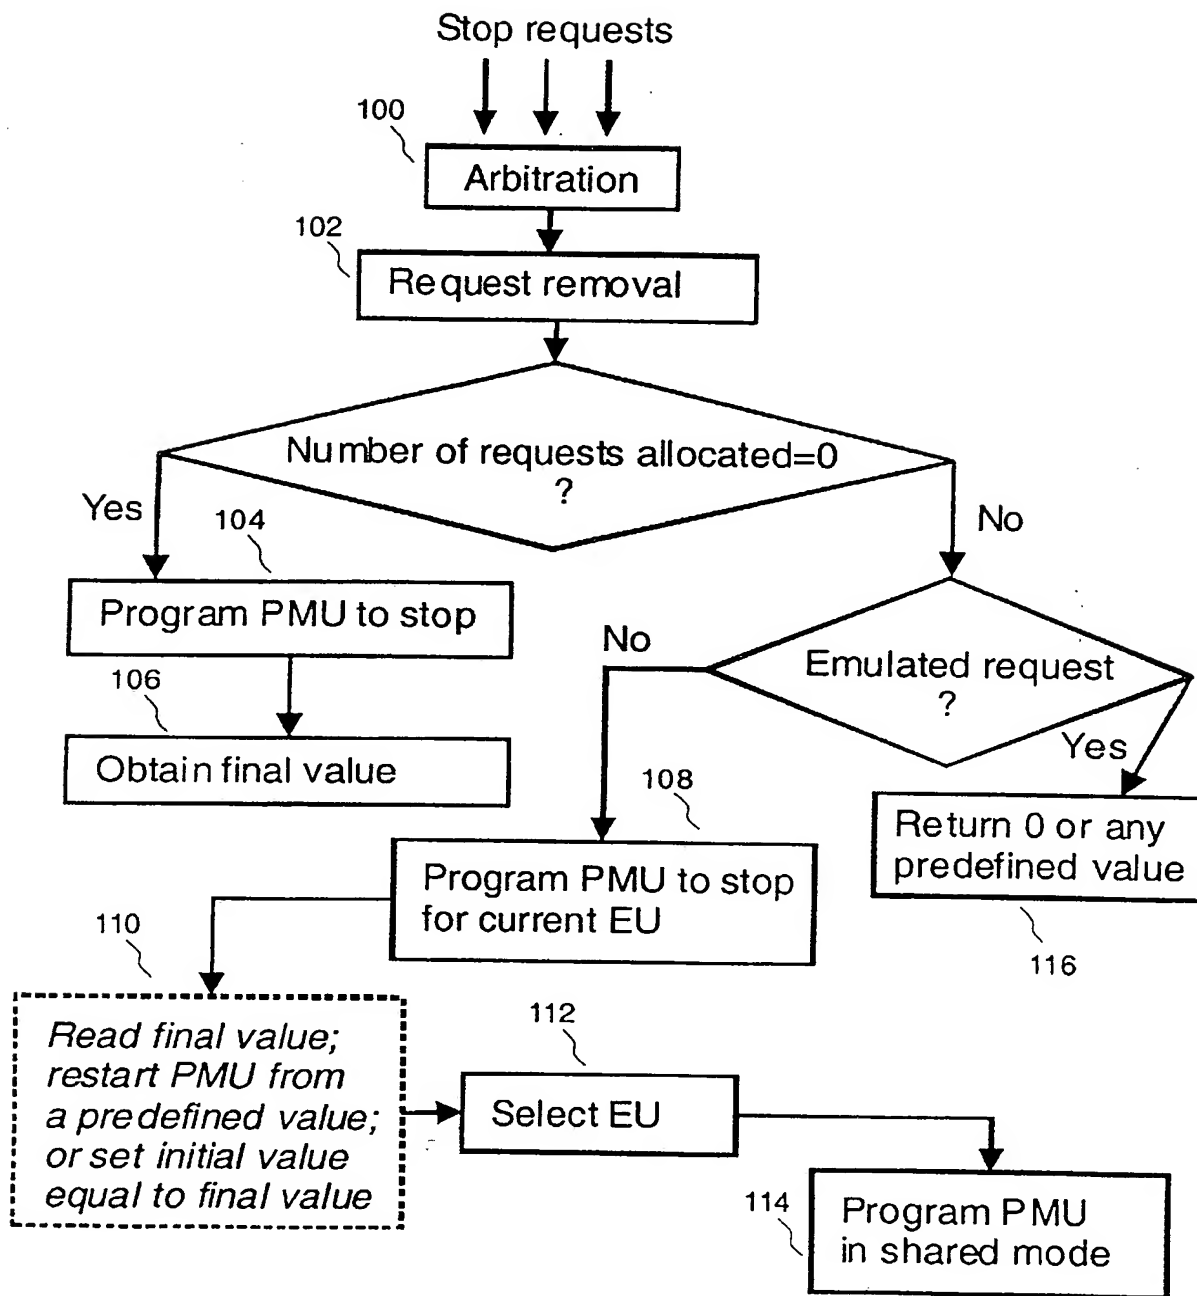 Stop requests
100
Arbitration
102
Request removal
Number of requests allocated=0
?
Yes
No
104
Program PMU to stop
106
Obtain final value
No
Emulated request
?
Yes
108
Program PMU to stop
for current EU
Return 0 or any
predefined value
116
110
Read final value;
restart PMU from
a predefined value;
or set initial value
equal to final value
112
Select EU
114
Program PMU
in shared mode